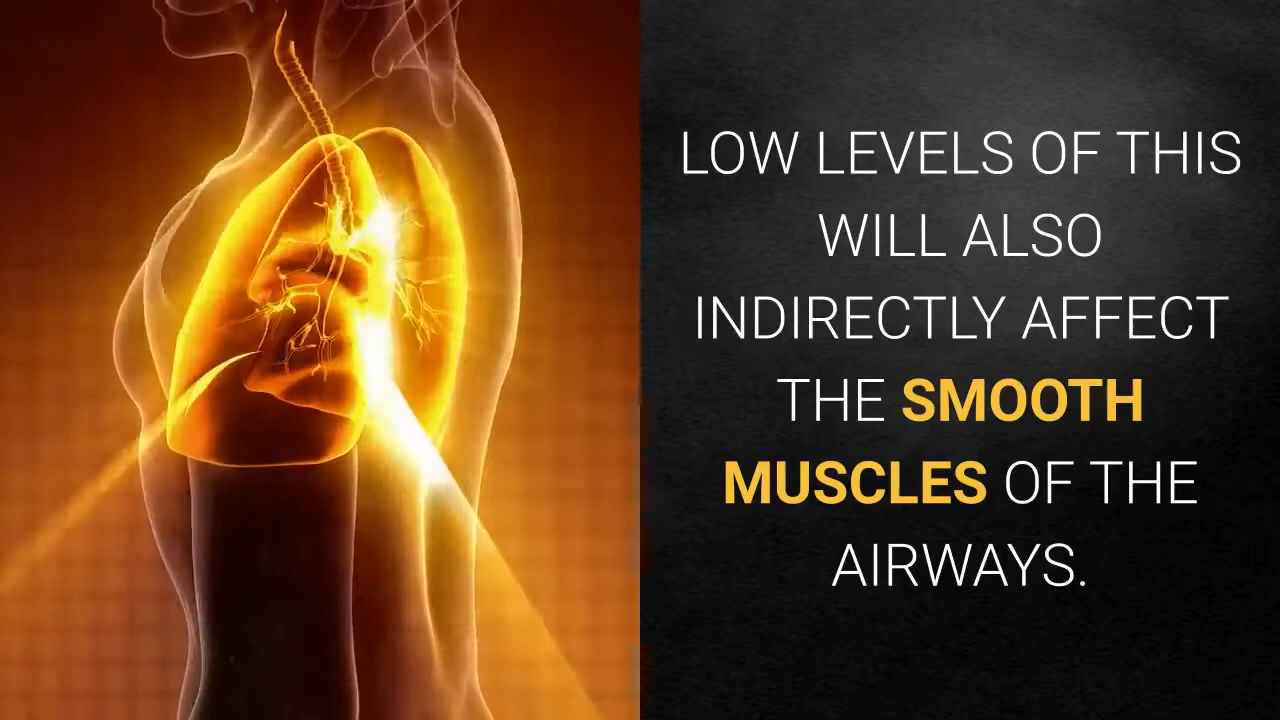 LOW LEVELS OF THIS
WILL ALSO
INDIRECTLY AFFECT
THE SMOOTH
MUSCLES OF THE
AIRWAYS.